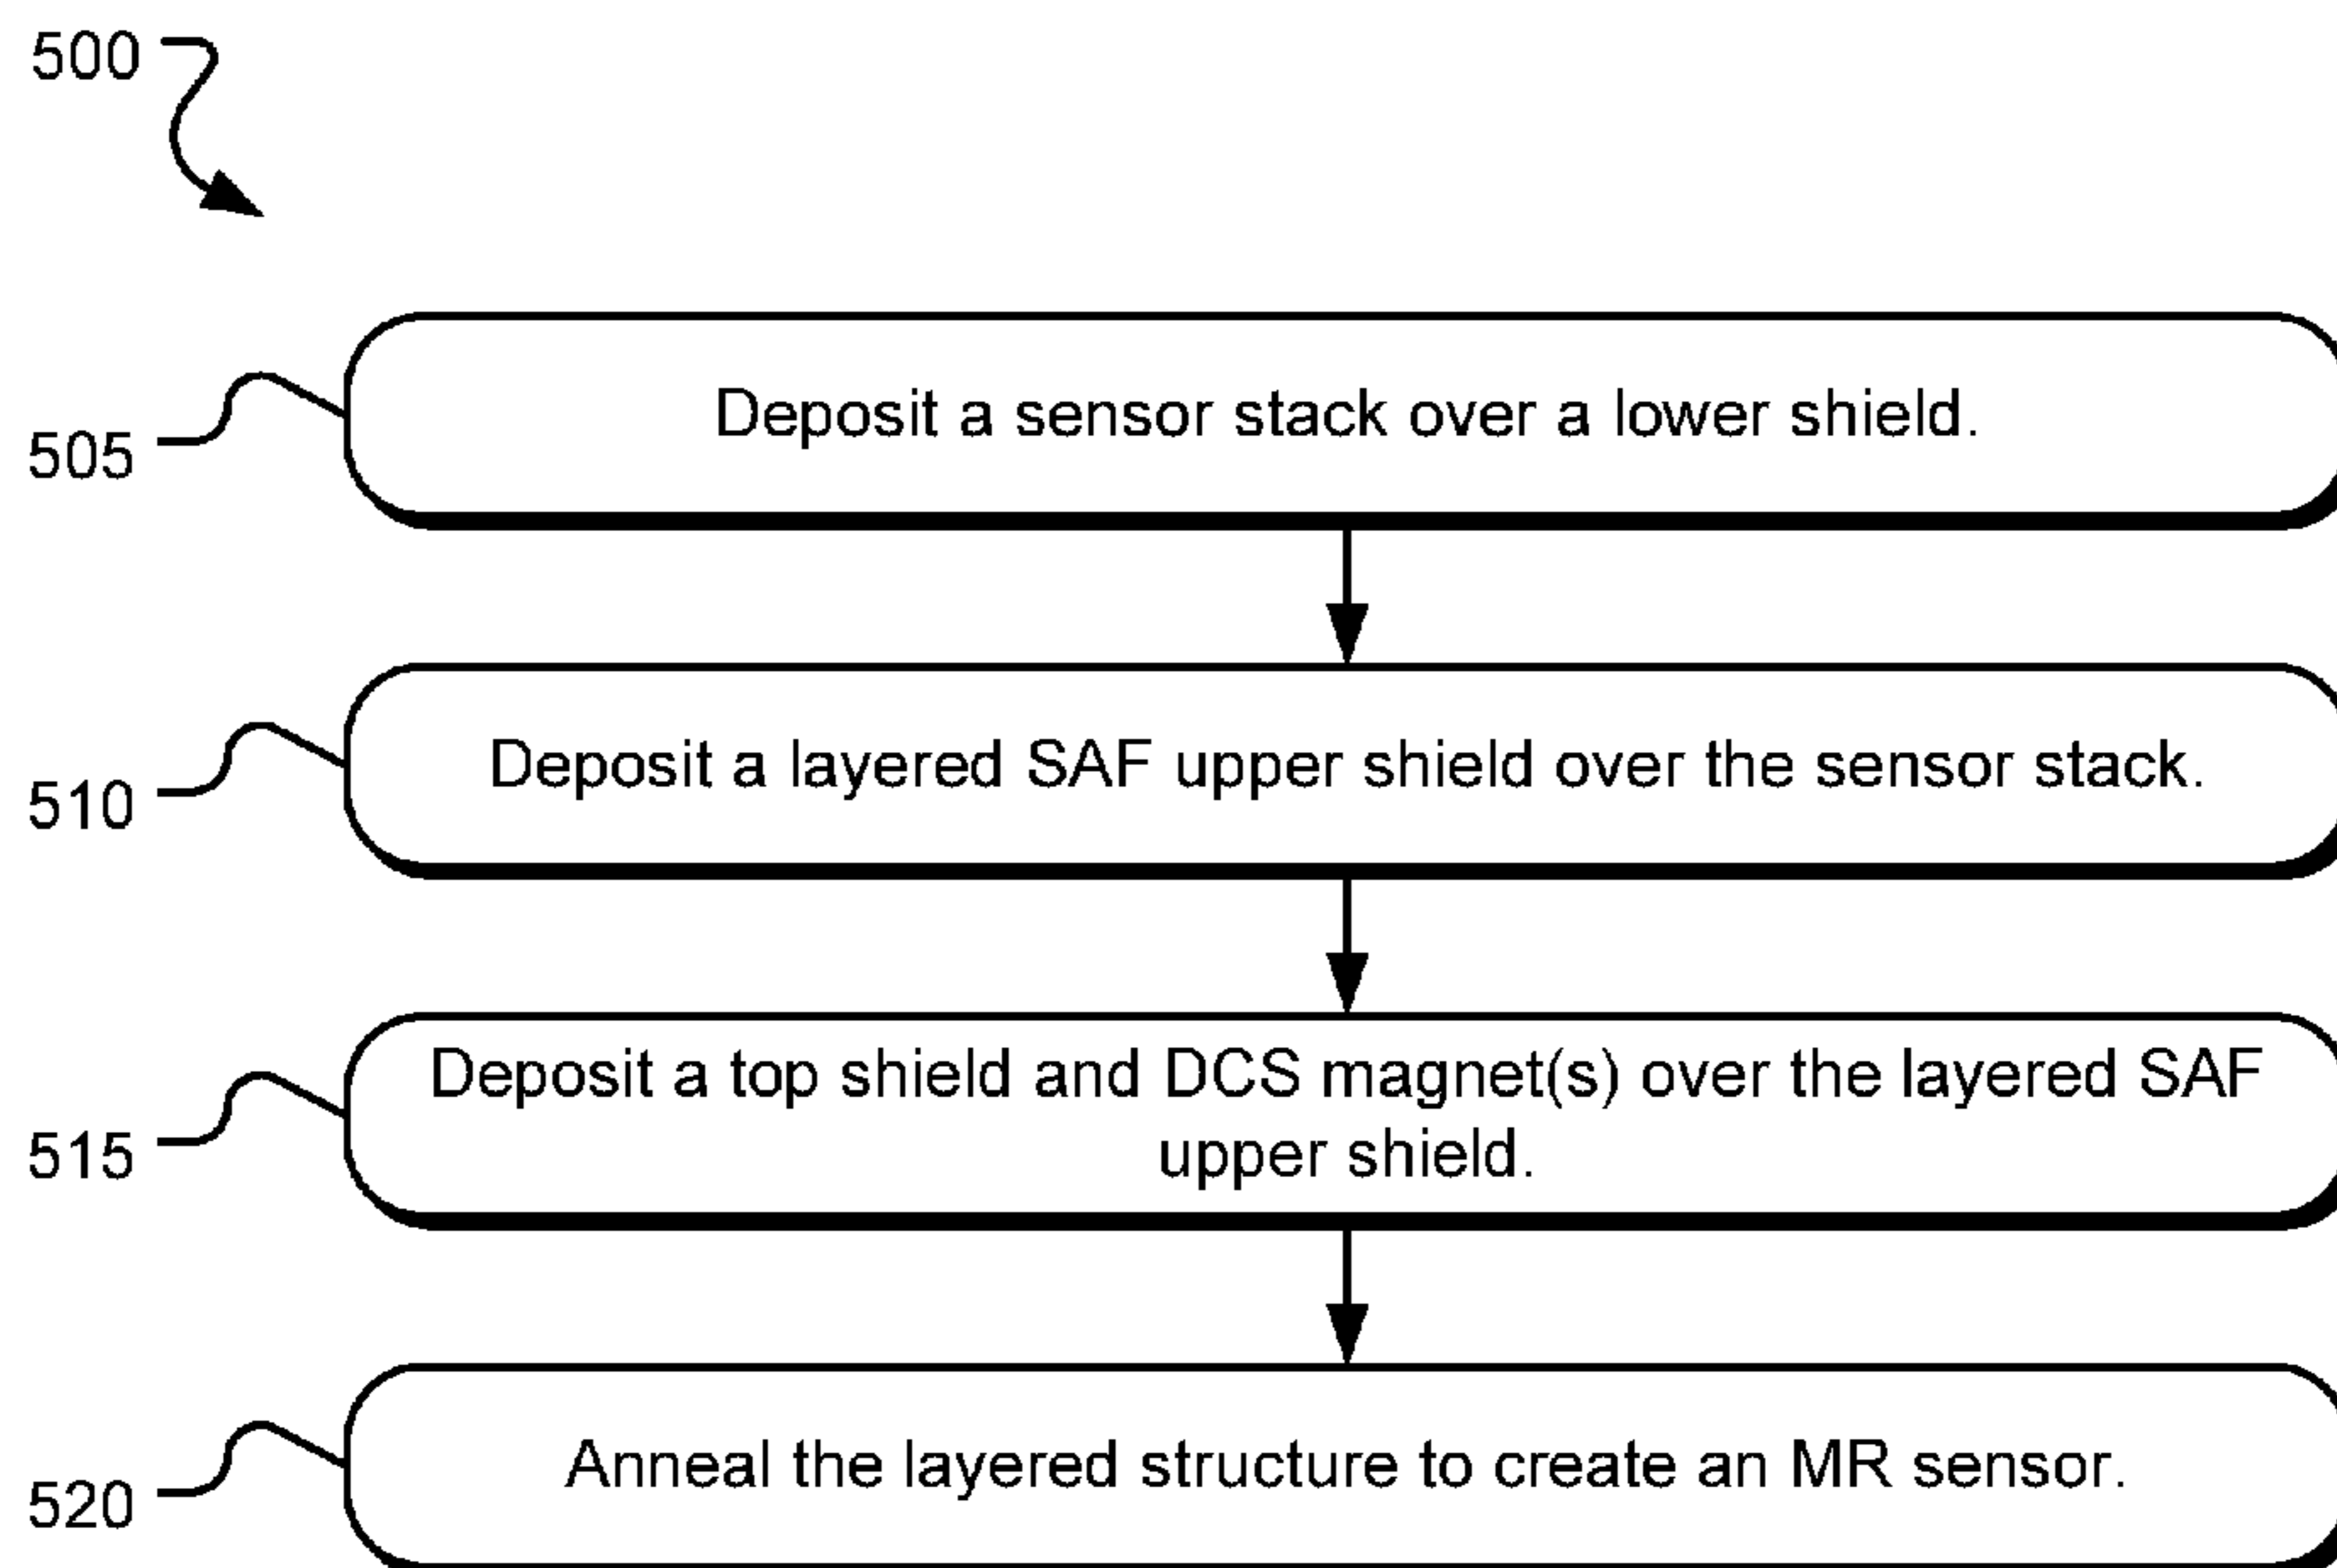 500
Deposit a sensor stack over a lower shield.
505
Deposit a layered SAF upper shield over the sensor stack.
510
Deposit a top shield and DCS magnet(s) over the layered SAF
upper shield.
515
Anneal the layered structure to create an MR sensor.
520